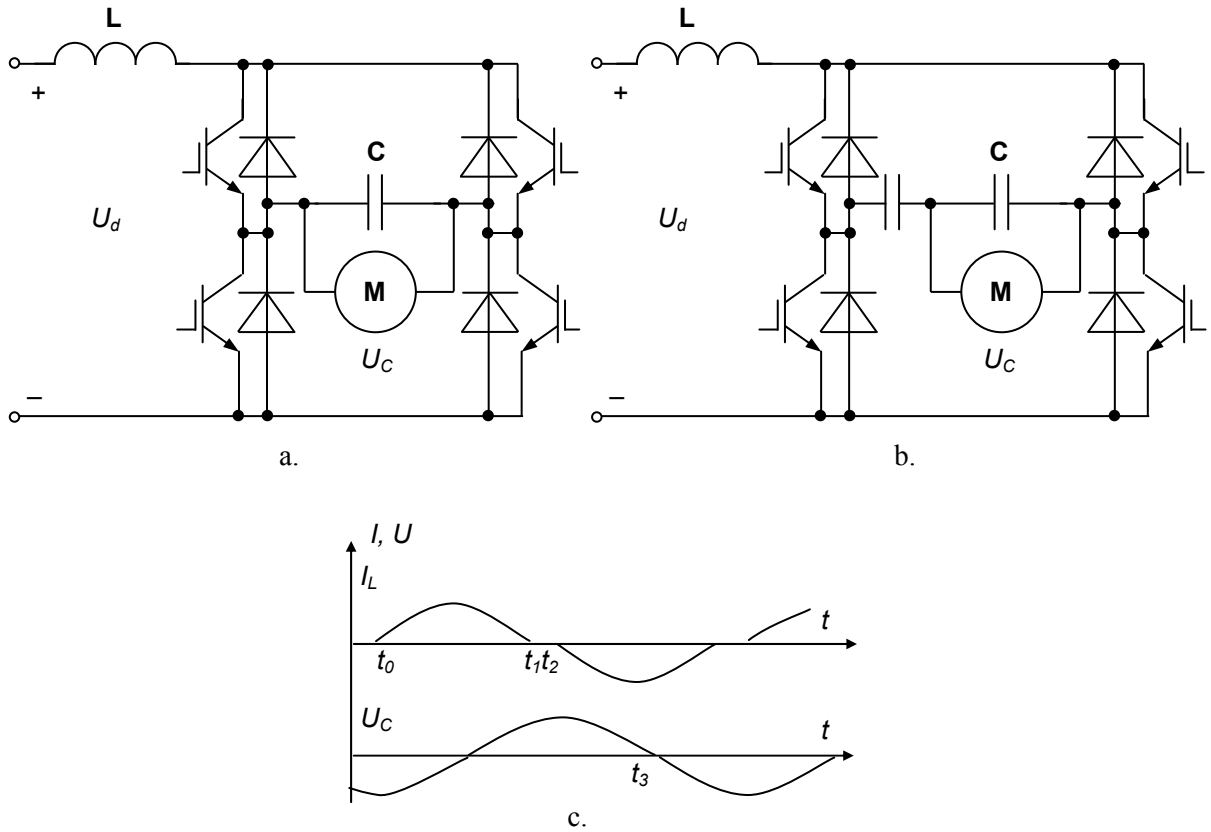 L
+
C
U_d
M
U_C
–
a.
L
+
C
U_d
M
U_C
–
b.
I, U
I_L
t
t_0
t_1t_2
U_C
t
t_3
c.